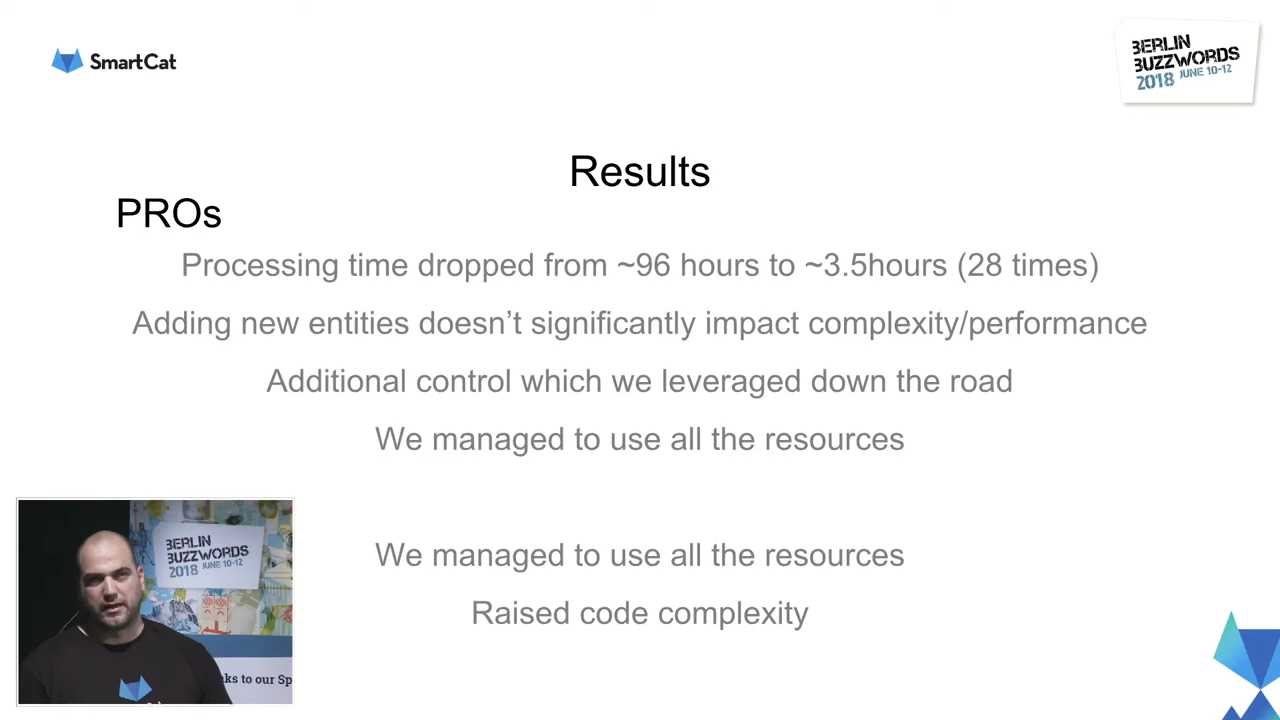 SmartCat
BERLIN
BUZZWORDS
2018 JUNE 10-12
Results
PROs
Processing time dropped from ~96 hours to ~3.5hours (28 times)
Adding new entities doesn’t significantly impact complexity/performance
Additional control which we leveraged down the road
We managed to use all the resources
We managed to use all the resources
Raised code complexity
BERLIN
BUZZWORDS
2018 JUNE 10-12
to our Sp